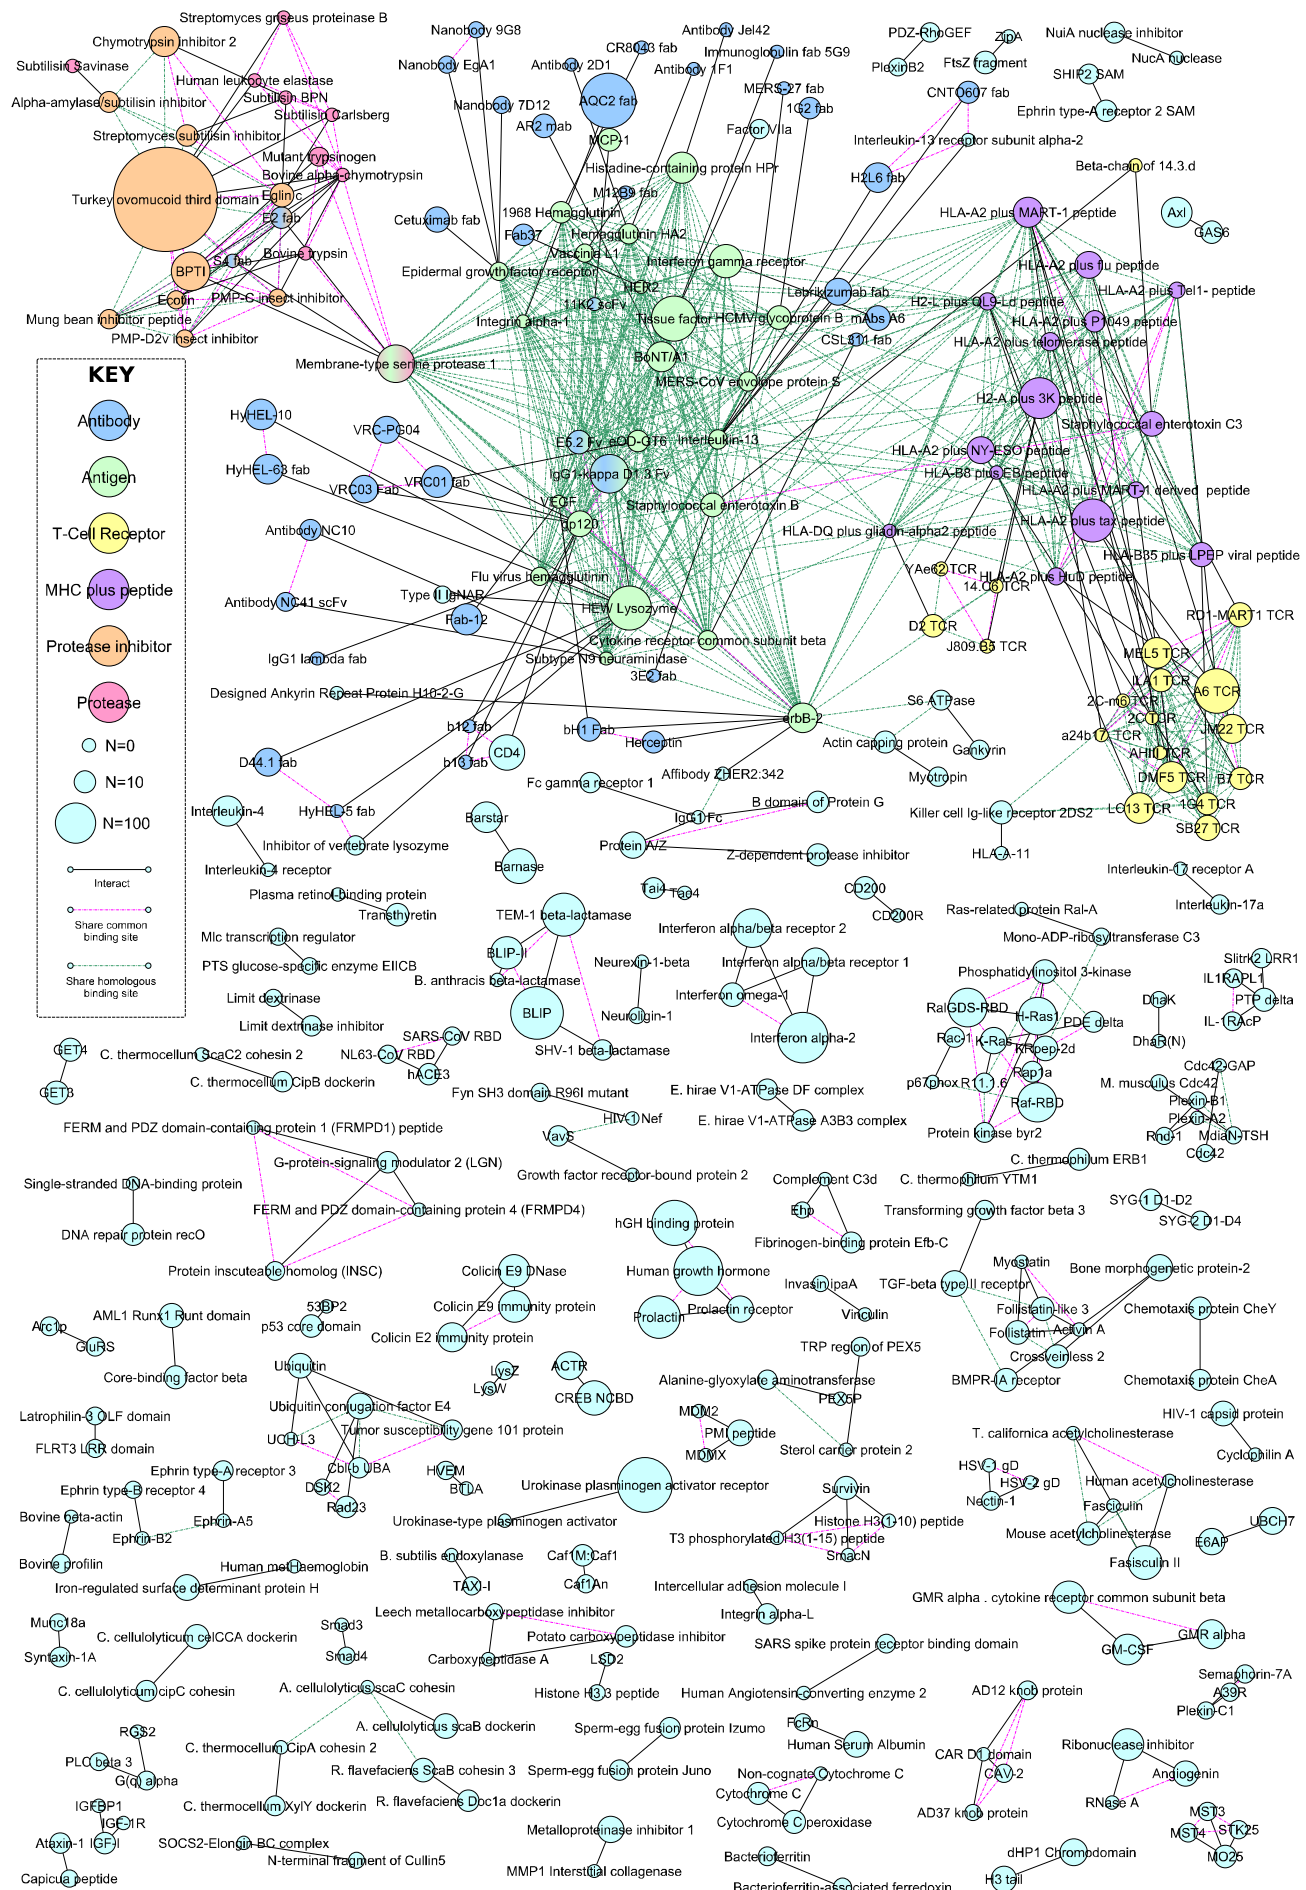 Streptomyces griseus proteinase B
Chymotrypsin inhibitor 2
Subtilisin Savinase
Human leukocyte elastase
Alpha-amylase/subtilisin inhibitor
Subtilisin BPN
Subtilisin Carlsberg
Streptomyces subtilisin inhibitor
Mutant trypsinogen
Bovine alpha-chymotrypsin
Turkey ovomucoid third domain
Eglin c
E2 fab
S4 fab
Bovine trypsin
BPTI
Ecotin
PMP-C insect inhibitor
Mung bean inhibitor peptide
PMP-D2v insect inhibitor
Membrane-type serine protease 1
Nanobody 9G8
Nanobody EgA1
Nanobody 7D12
Antibody 2D1
CR8043 fab
Antibody Jel42
Immunoglobulin fab 5G9
Antibody 1F1
MERS-27 fab
1G2 fab
AQC2 fab
AR2 mab
MCP-1
Factor VIIa
Histadine-containing protein HPr
M12B9 fab
Cetuximab fab
1968 Hemagglutinin
Fab37
Hemagglutinin HA2
Vaccinia L1
Epidermal growth factor receptor
Interferon gamma receptor
HER2
Lebrikizumab fab
11K2 scFv
Integrin alpha-1
Tissue factor
HCMV glycoprotein B
mAbs A6
CSL311 fab
BoNT/A1
MERS-CoV envolope protein S
PDZ-RhoGEF
PlexinB2
ZipA
FtsZ fragment
NuiA nuclease inhibitor
NucA nuclease
SHIP2 SAM
Ephrin type-A receptor 2 SAM
CNTO607 fab
Interleukin-13 receptor subunit alpha-2
H2L6 fab
Beta-chain of 14.3.d
HLA-A2 plus MART-1 peptide
Axl
GAS6
HLA-A2 plus flu peptide
HLA-A2 plus Tel1- peptide
H2-L plus QL9-Ld peptide
HLA-A2 plus P1049 peptide
HLA-A2 plus telomerase peptide
H2-A plus 3K peptide
Staphylococcal enterotoxin C3
HLA-A2 plus NY-ESO peptide
HLA-B8 plus EB peptide
HLA-A2 plus MART-1 derived peptide
HLA-A2 plus tax peptide
HLA-DQ plus gliadin-alpha2 peptide
HLA-B35 plus LPEP viral peptide
HLA-A2 plus HuD peptide
KEY
Antibody
Antigen
T-Cell Receptor
MHC plus peptide
Protease inhibitor
Protease
N=0
N=10
N=100
Interact
Share common
binding site
Share homologous
binding site
HyHEL-10
VRC-PG04
HyHEL-63 fab
VRC03 Fab
VRC01 fab
E5.2 Fv
eOD-GT6
Interleukin-13
IgG1-kappa D1.3 Fv
VEGF
gp120
Staphylococcal enterotoxin B
Antibody NC10
Flu virus hemagglutinin
Type II IgNAR
Antibody NC41 scFv
Fab-12
HEW Lysozyme
Cytokine receptor common subunit beta
IgG1 lambda fab
Subtype N9 neuraminidase
3E2 fab
Designed Ankyrin Repeat Protein H10-2-G
erbB-2
b12 fab
bH1 Fab
Herceptin
b13 fab
CD4
D44.1 fab
HyHEL-5 fab
Inhibitor of vertebrate lysozyme
Affibody ZHER2:342
YAe62 TCR
14.C6 TCR
D2 TCR
J809.B5 TCR
RD1-MART1 TCR
MEL5 TCR
ILA1 TCR
A6 TCR
2C-m6 TCR
2C TCR
JM22 TCR
a24b17 TCR
AHIII TCR
DMF5 TCR
B7 TCR
LC13 TCR
1G4 TCR
SB27 TCR
S6 ATPase
Actin capping protein
Gankyrin
Myotropin
Killer cell Ig-like receptor 2DS2
HLA-A-11
Fc gamma receptor 1
B domain of Protein G
IgG1 Fc
Protein A/Z
Z-dependent protease inhibitor
Interleukin-4
Interleukin-4 receptor
Barstar
Barnase
Plasma retinol-binding protein
Transthyretin
Tai4
Tae4
CD200
CD200R
Interleukin-17 receptor A
Interleukin-17a
Ras-related protein Ral-A
Mono-ADP-ribosyltransferase C3
Mlc transcription regulator
PTS glucose-specific enzyme EIICB
TEM-1 beta-lactamase
BLIP-II
B. anthracis beta-lactamase
BLIP
SHV-1 beta-lactamase
Neurexin-1-beta
Neuroligin-1
Interferon alpha/beta receptor 2
Interferon alpha/beta receptor 1
Interferon omega-1
Interferon alpha-2
Limit dextrinase
Limit dextrinase inhibitor
Phosphatidylinositol 3-kinase
RalGDS-RBD
H-Ras1
PDE delta
Rac-1
K-Ras
KRpep-2d
Rap1a
p67phox
R11.1.6
Raf-RBD
Protein kinase byr2
Slitrk2 LRR1
IL1RAPL1
PTP delta
IL-1RAcP
DhaK
DhaR(N)
Cdc42-GAP
M. musculus Cdc42
Plexin-B1
Plexin-A2
Rnd-1
MdiaN-TSH
Cdc42
GET4
GET3
C. thermocellum ScaC2 cohesin 2
C. thermocellum CipB dockerin
SARS-CoV RBD
NL63-CoV RBD
hACE3
Fyn SH3 domain R96I mutant
HIV-1 Nef
VavS
Growth factor receptor-bound protein 2
E. hirae V1-ATPase DF complex
E. hirae V1-ATPase A3B3 complex
FERM and PDZ domain-containing protein 1 (FRMPD1) peptide
G-protein-signaling modulator 2 (LGN)
FERM and PDZ domain-containing protein 4 (FRMPD4)
Protein inscuteable homolog (INSC)
Single-stranded DNA-binding protein
DNA repair protein recO
C. thermophilum ERB1
C. thermophilum YTM1
Complement C3d
Ehp
Fibrinogen-binding protein Efb-C
SYG-1 D1-D2
SYG-2 D1-D4
hGH binding protein
Human growth hormone
Prolactin
Prolactin receptor
Transforming growth factor beta 3
TGF-beta type II receptor
Myostatin
Bone morphogenetic protein-2
Follistatin-like 3
Follistatin
Activin A
Crossveinless 2
BMPR-IA receptor
Colicin E9 DNase
Colicin E9 immunity protein
Colicin E2 immunity protein
Invasin ipaA
Vinculin
Chemotaxis protein CheY
Chemotaxis protein CheA
Arc1p
GluRS
AML1 Runx1 Runt domain
Core-binding factor beta
53BP2
p53 core domain
TRP region of PEX5
Alanine-glyoxylate aminotransferase
PEX5P
Sterol carrier protein 2
Ubiquitin
Ubiquitin conjugation factor E4
Tumor susceptibility gene 101 protein
UCH-L3
Cbl-b UBA
DSK2
Rad23
LysZ
LysW
ACTR
CREB NCBD
MDM2
PMI peptide
MDMX
Latrophilin-3 OLF domain
FLRT3 LRR domain
HIV-1 capsid protein
Cyclophilin A
T. californica acetylcholinesterase
Human acetylcholinesterase
Fasciculin
Mouse acetylcholinesterase
Fasisculin II
HSV-1 gD
HSV-2 gD
Nectin-1
UBCH7
E6AP
Ephrin type-A receptor 3
Ephrin type-B receptor 4
Ephrin-A5
Ephrin-B2
HVEM
BTLA
Urokinase plasminogen activator receptor
Urokinase-type plasminogen activator
Survivin
Histone H3(1-10) peptide
T3 phosphorylated H3(1-15) peptide
SmacN
Bovine beta-actin
Bovine profilin
Human metHaemoglobin
Iron-regulated surface determinant protein H
B. subtilis endoxylanase
TAXI-I
Caf1M:Caf1
Caf1An
Intercellular adhesion molecule I
Integrin alpha-L
GMR alpha . cytokine receptor common subunit beta
GM-CSF
GMR alpha
Munc18a
Syntaxin-1A
C. cellulolyticum celCCA dockerin
C. cellulolyticum cipC cohesin
Smad3
Smad4
Leech metallocarboxypeptidase inhibitor
Potato carboxypeptidase inhibitor
Carboxypeptidase A
LSD2
Histone H3.3 peptide
SARS spike protein receptor binding domain
Human Angiotensin-converting enzyme 2
Semaphorin-7A
A39R
Plexin-C1
A. cellulolyticus scaC cohesin
A. cellulolyticus scaB dockerin
C. thermocellum CipA cohesin 2
R. flavefaciens ScaB cohesin 3
C. thermocellum XylY dockerin
R. flavefaciens Doc1a dockerin
RGS2
PLC beta 3
G(q) alpha
Sperm-egg fusion protein Izumo
Sperm-egg fusion protein Juno
FcRn
Human Serum Albumin
AD12 knob protein
CAR D1 domain
CAV-2
AD37 knob protein
Ribonuclease inhibitor
Angiogenin
RNase A
Non-cognate Cytochrome C
Cytochrome C
Cytochrome C peroxidase
IGFBP1
IGF-1R
IGF-I
Ataxin-1
Capicua peptide
SOCS2-Elongin BC complex
N-terminal fragment of Cullin5
Metalloproteinase inhibitor 1
MMP1 Interstitial collagenase
Bacterioferritin
Bacterioferritin-associated ferredoxin
dHP1 Chromodomain
H3 tail
MST3
MST4
STK25
MO25